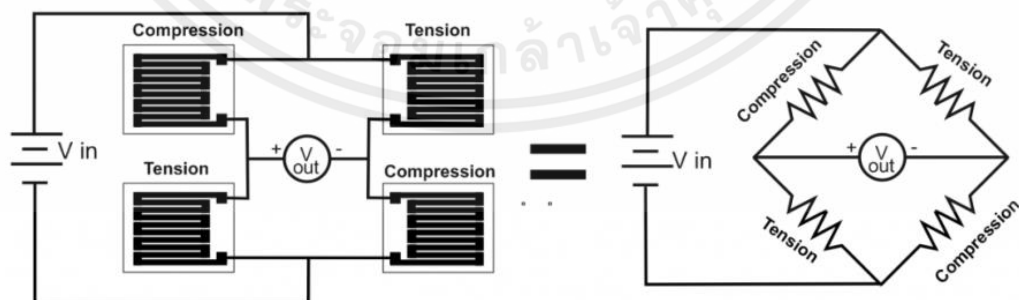 Compression
Tension
V in
+
V
out
-
Tension
Compression
Compression
Tension
V in
+
V
out
-
Tension
Compression